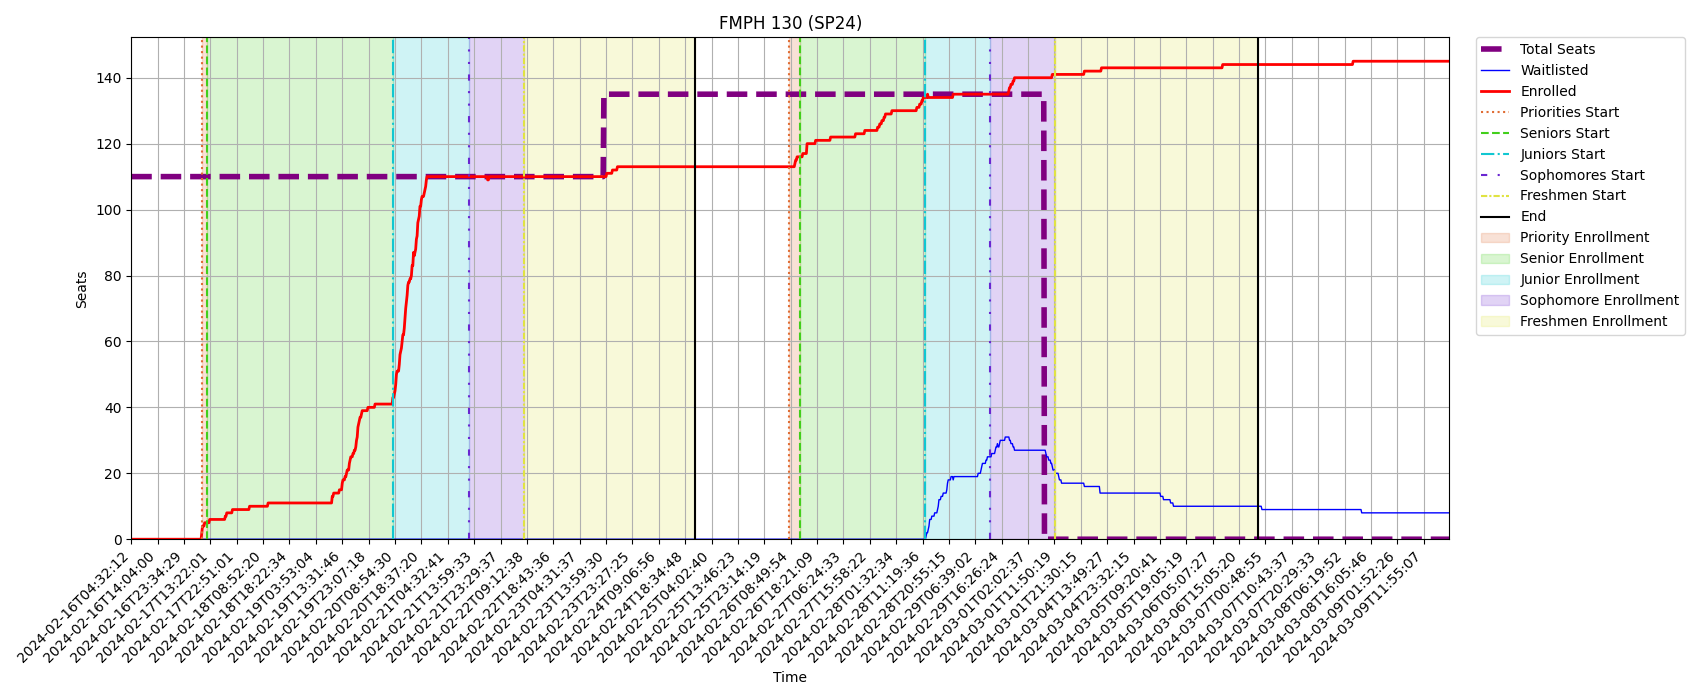 FMPH 130 (SP24)
Total Seats
Waitlisted
Enrolled
Priorities Start
Seniors Start
Juniors Start
Sophomores Start
Freshmen Start
End
Priority Enrollment
Senior Enrollment
Junior Enrollment
Sophomore Enrollment
Freshmen Enrollment
Seats
140
120
100
80
60
40
20
0
2024-02-16T04:32:12
2024-02-16T14:04:00
2024-02-16T23:34:29
2024-02-17T13:22:01
2024-02-17T22:51:01
2024-02-18T08:52:20
2024-02-18T18:22:34
2024-02-19T03:53:04
2024-02-19T13:31:46
2024-02-19T23:07:18
2024-02-20T08:54:30
2024-02-20T18:37:20
2024-02-21T04:32:41
2024-02-21T13:59:33
2024-02-21T23:29:37
2024-02-22T09:12:38
2024-02-22T18:43:36
2024-02-23T04:31:37
2024-02-23T13:59:30
2024-02-23T23:27:25
2024-02-24T09:06:56
2024-02-24T18:34:48
2024-02-25T04:02:40
2024-02-25T13:46:23
2024-02-25T23:14:19
2024-02-26T08:49:54
2024-02-26T18:21:09
2024-02-27T06:24:33
2024-02-27T15:58:22
2024-02-28T01:32:34
2024-02-28T11:19:36
2024-02-28T20:55:15
2024-02-29T06:39:02
2024-02-29T16:26:24
2024-03-01T02:02:37
2024-03-01T11:50:19
2024-03-01T21:30:15
2024-03-04T13:49:27
2024-03-04T23:32:15
2024-03-05T09:20:41
2024-03-05T19:05:19
2024-03-06T05:07:27
2024-03-06T15:05:20
2024-03-07T00:48:55
2024-03-07T10:43:37
2024-03-07T20:29:33
2024-03-08T06:19:52
2024-03-08T16:05:46
2024-03-09T01:52:26
2024-03-09T11:55:07
Time